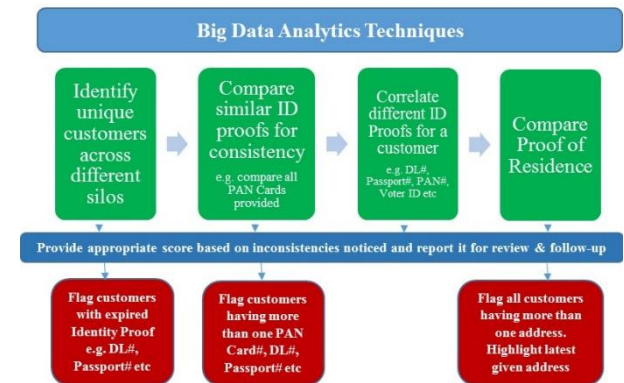 Big Data Analytics Techniques
Identify
unique
customers
across
different
silos
Compare
similar ID
proofs for
consistency
e.g. compare all
PAN Cards
provided
Correlate
different ID
Proofs for a
customer
e.g. DL#,
Passport#, PAN#,
Voter ID etc
Compare
Proof of
Residence
Provide appropriate score based on inconsistencies noticed and report it for review & follow-up
Flag customers
with expired
Identity Proof
e.g. DL#,
Passport# etc
Flag customers
having more
than one PAN
Card#, DL#,
Passport# etc
Flag all customers
having more than
one address.
Highlight latest
given address